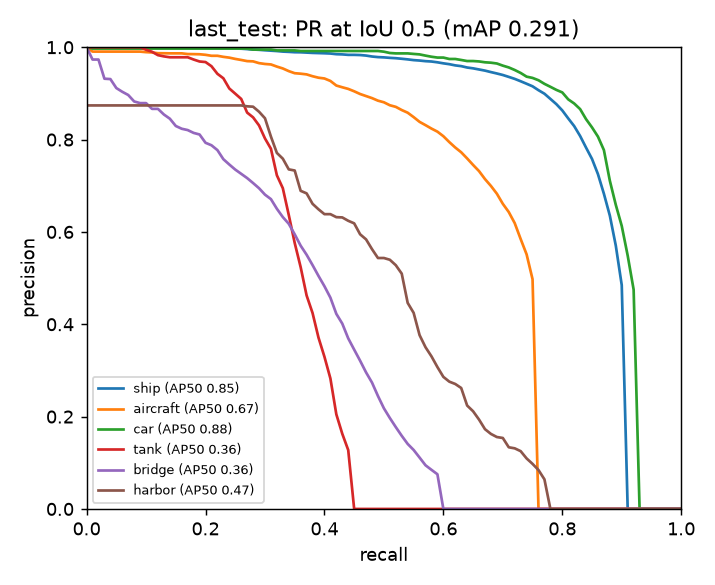 last_test: PR at IoU 0.5 (mAP 0.291)
precision
1.0
0.8
0.6
0.4
0.2
0.0
ship (AP50 0.85)
aircraft (AP50 0.67)
car (AP50 0.88)
tank (AP50 0.36)
bridge (AP50 0.36)
harbor (AP50 0.47)
0.0 0.2 0.4 0.6 0.8 1.0
recall